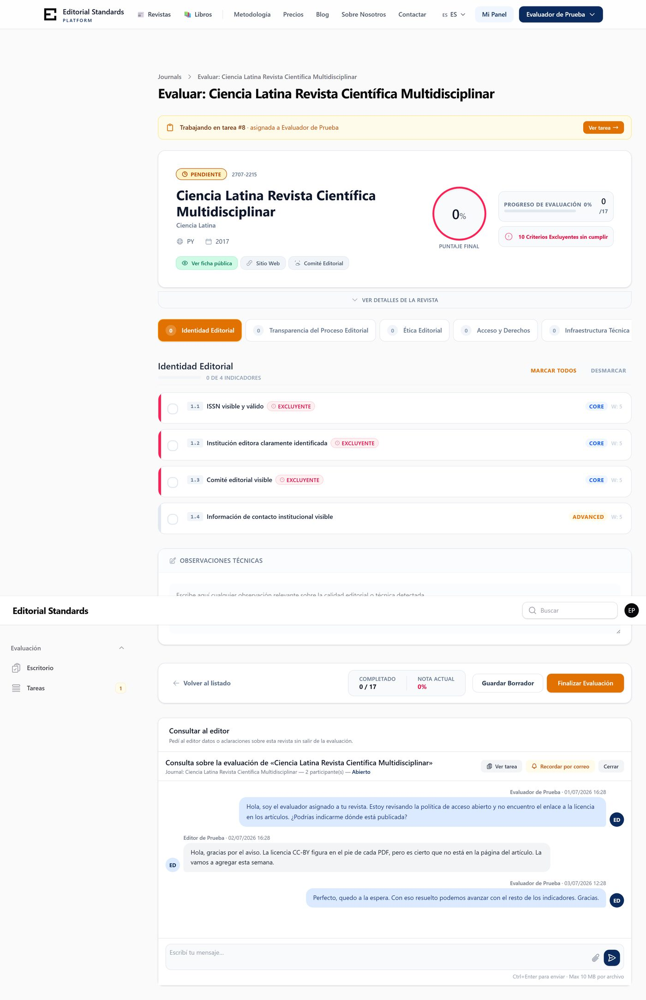 Editorial Standards
PLATFORM
Revistas
Libros
Metodología
Precios
Blog
Sobre Nosotros
Contactar
ES ES
Mi Panel
Evaluador de Prueba
Journals > Evaluar: Ciencia Latina Revista Científica Multidisciplinar
Evaluar: Ciencia Latina Revista Científica Multidisciplinar
Trabajando en tarea #8 · asignada a Evaluador de Prueba
Ver tarea →
PENDIENTE
2707-2215
Ciencia Latina Revista Científica
Multidisciplinar
Ciencia Latina
PY
2017
Ver ficha pública
Sitio Web
Comité Editorial
0%
PUNTAJE FINAL
PROGRESO DE EVALUACIÓN 0%
0
/17
10 Criterios Excluyentes sin cumplir
VER DETALLES DE LA REVISTA
0 Identidad Editorial
0 Transparencia del Proceso Editorial
0 Ética Editorial
0 Acceso y Derechos
0 Infraestructura Técnica
Identidad Editorial
0 DE 4 INDICADORES
MARCAR TODOS
DESMARCAR
1.1 ISSN visible y válido EXCLUYENTE CORE W: 5
1.2 Institución editora claramente identificada EXCLUYENTE CORE W: 5
1.3 Comité editorial visible EXCLUYENTE CORE W: 5
1.4 Información de contacto institucional visible ADVANCED W: 5
OBSERVACIONES TÉCNICAS
Escribe aquí cualquier observación relevante sobre la calidad editorial o técnica detectada
Editorial Standards
Buscar
EP
Evaluación
Escritorio
Tareas
1
← Volver al listado
COMPLETADO
0 / 17
NOTA ACTUAL
0%
Guardar Borrador
Finalizar Evaluación
Consultar al editor
Pedí al editor datos o aclaraciones sobre esta revista sin salir de la evaluación.
Consulta sobre la evaluación de «Ciencia Latina Revista Científica Multidisciplinar»
Journal: Ciencia Latina Revista Científica Multidisciplinar — 2 participante(s) — Abierto
Ver tarea
Recordar por correo
Cerrar
Evaluador de Prueba · 01/07/2026 16:28
Hola, soy el evaluador asignado a tu revista. Estoy revisando la política de acceso abierto y no encuentro el enlace a la licencia
en los artículos. ¿Podrías indicarme dónde está publicada?
ED
Editor de Prueba · 02/07/2026 16:28
Hola, gracias por el aviso. La licencia CC-BY figura en el pie de cada PDF, pero es cierto que no está en la página del artículo. La
vamos a agregar esta semana.
ED
Evaluador de Prueba · 03/07/2026 12:28
Perfecto, quedo a la espera. Con eso resuelto podemos avanzar con el resto de los indicadores. Gracias.
ED
Escribí tu mensaje...
Ctrl+Enter para enviar · Max 10 MB por archivo